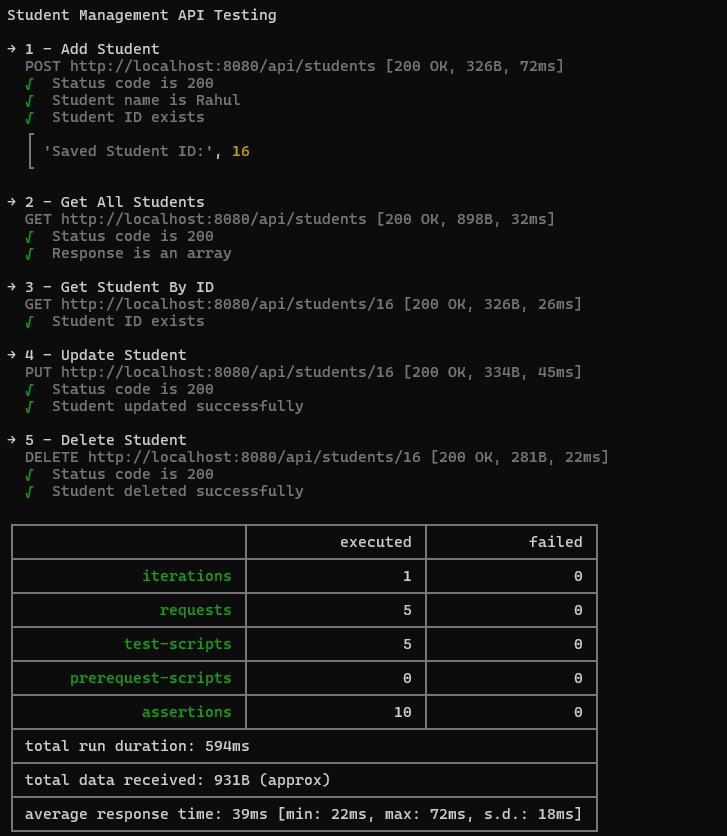 Student Management API Testing
→ 1 - Add Student
POST http://localhost:8080/api/students [200 OK, 326B, 72ms]
√ Status code is 200
√ Student name is Rahul
√ Student ID exists
'Saved Student ID:', 16
→ 2 - Get All Students
GET http://localhost:8080/api/students [200 OK, 898B, 32ms]
√ Status code is 200
√ Response is an array
→ 3 - Get Student By ID
GET http://localhost:8080/api/students/16 [200 OK, 326B, 26ms]
√ Student ID exists
→ 4 - Update Student
PUT http://localhost:8080/api/students/16 [200 OK, 334B, 45ms]
√ Status code is 200
√ Student updated successfully
→ 5 - Delete Student
DELETE http://localhost:8080/api/students/16 [200 OK, 281B, 22ms]
√ Status code is 200
√ Student deleted successfully
executed failed
iterations 1 0
requests 5 0
test-scripts 5 0
prerequest-scripts 0 0
assertions 10 0
total run duration: 594ms
total data received: 931B (approx)
average response time: 39ms [min: 22ms, max: 72ms, s.d.: 18ms]